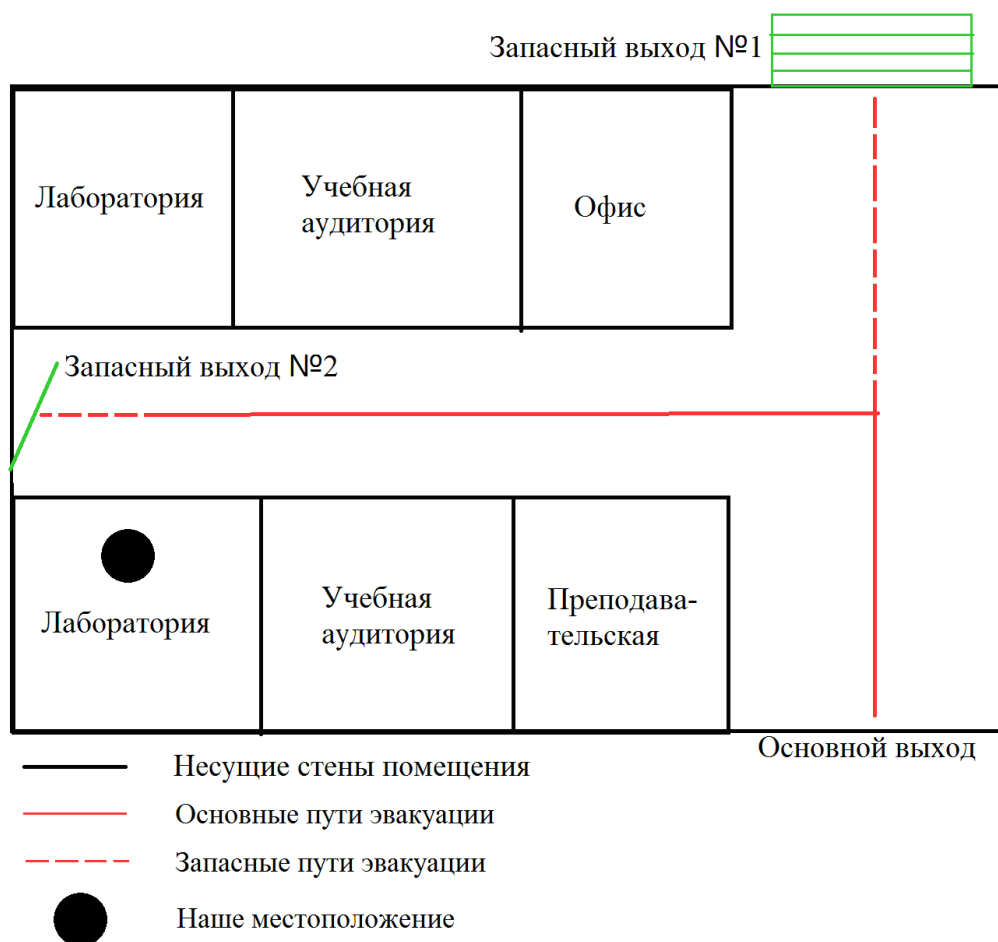 Запасный выход №1
Лаборатория
Учебная
аудитория
Офис
Запасный выход №2
Лаборатория
Учебная
аудитория
Преподава-
тельская
Основной выход
Несущие стены помещения
Основные пути эвакуации
Запасные пути эвакуации
Наше местоположение